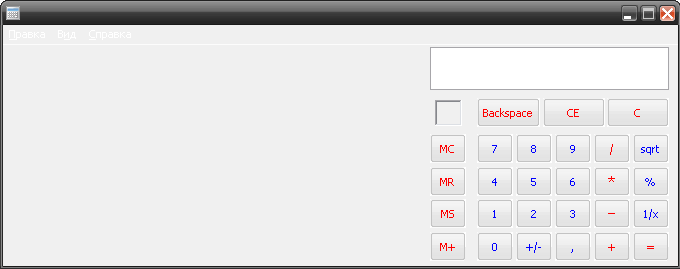 Правка Вид Справка
Backspace CE C
MC 7 8 9 / sqrt
MR 4 5 6 * %
MS 1 2 3 − 1/x
M+ 0 +/- , + =